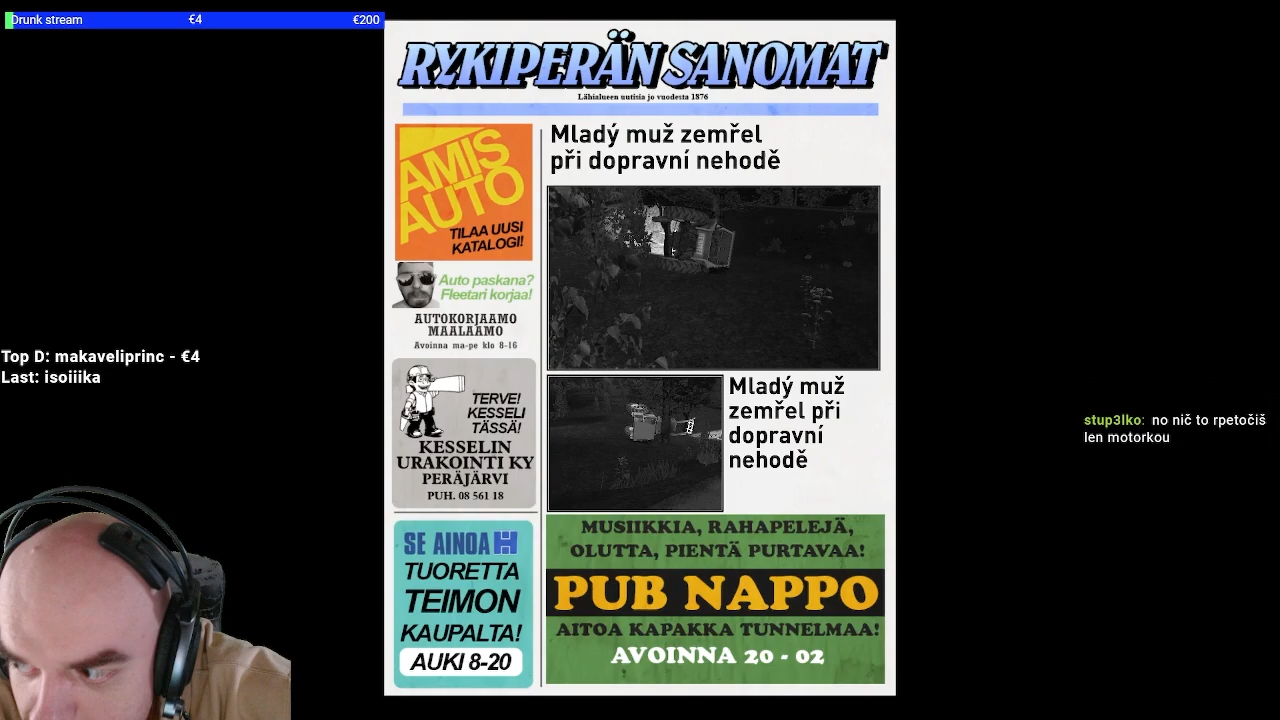 Drunk stream €4 €200
RYKIPERÄN SANOMAT
Lähialueen uutisia jo vuodesta 1876
AMIS
AUTO
TILAA UUSI
KATALOGI!
Auto paskana?
Fleetari korjaa!
AUTOKORJAAMO
MAALAAMO
Avoinna ma-pe klo 8-16
TERVE!
KESSELI
TÄSSÄ!
KESSELIN
URAKOINTI KY
PERÄJÄRVI
PUH. 08 561 18
SE AINOA H
TUORETTA
TEIMON
KAUPALTA!
AUKI 8-20
Mladý muž zemřel
při dopravní nehodě
Mladý muž
zemřel při
dopravní
nehodě
MUSIIKKIA, RAHAPELEJÄ,
OLUTTA, PIENTÄ PURTAVAA!
PUB NAPPO
AITOA KAPAKKA TUNNELMAA!
AVOINNA 20 - 02
Top D: makaveliprinc - €4
Last: isoiiika
stup3lko: no nič to rpetočiš
len motorkou